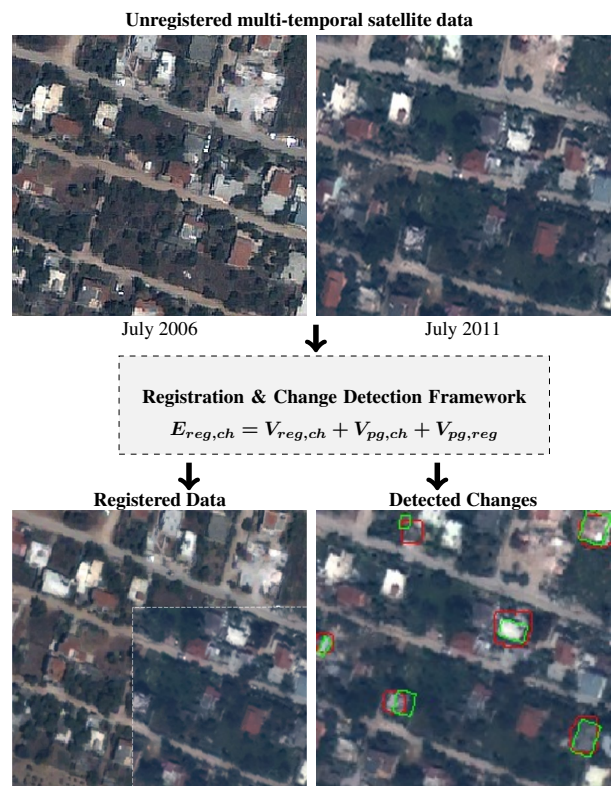 Unregistered multi-temporal satellite data
July 2006
July 2011
Registration & Change Detection Framework
E_{reg,ch} = V_{reg,ch} + V_{pg,ch} + V_{pg,reg}
Registered Data
Detected Changes